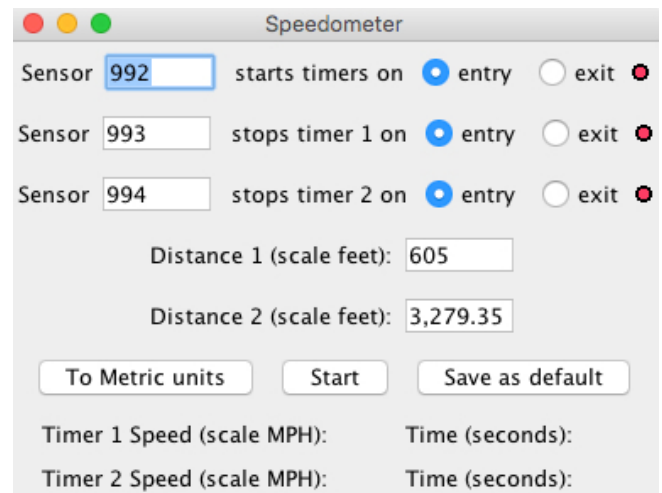 Speedometer
Sensor 992 starts timers on entry exit
Sensor 993 stops timer 1 on entry exit
Sensor 994 stops timer 2 on entry exit
Distance 1 (scale feet): 605
Distance 2 (scale feet): 3,279.35
To Metric units Start Save as default
Timer 1 Speed (scale MPH): Time (seconds):
Timer 2 Speed (scale MPH): Time (seconds):